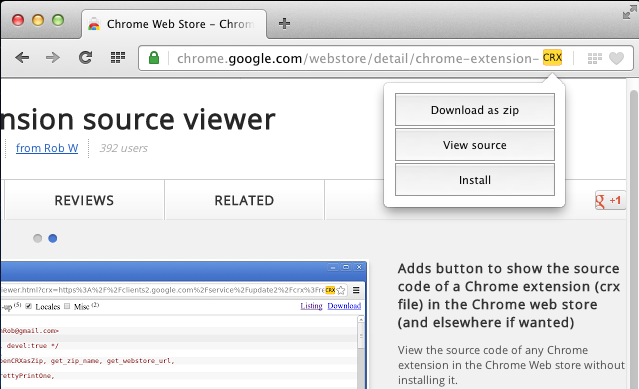 Chrome Web Store - Chrom
chrome.google.com/webstore/detail/chrome-extension-
CRX
Download as zip
View source
Install
nsion source viewer
from Rob W
392 users
REVIEWS
RELATED
+1
Adds button to show the source
code of a Chrome extension (crx
file) in the Chrome web store
(and elsewhere if wanted)
View the source code of any Chrome
extension in the Chrome Web store without
installing it.
ewer.html?crx=https%3A%2F%2Fclients2.google.com%2Fservice%2Fupdate2%2Fcrx%3Fre
CRX
-up (5)
Locales
Misc (2)
Listing
Download
Rob@gmail.com>
, devel:true */
penCRXasZip, get_zip_name, get_webstore_url,
rettyPrintOne,